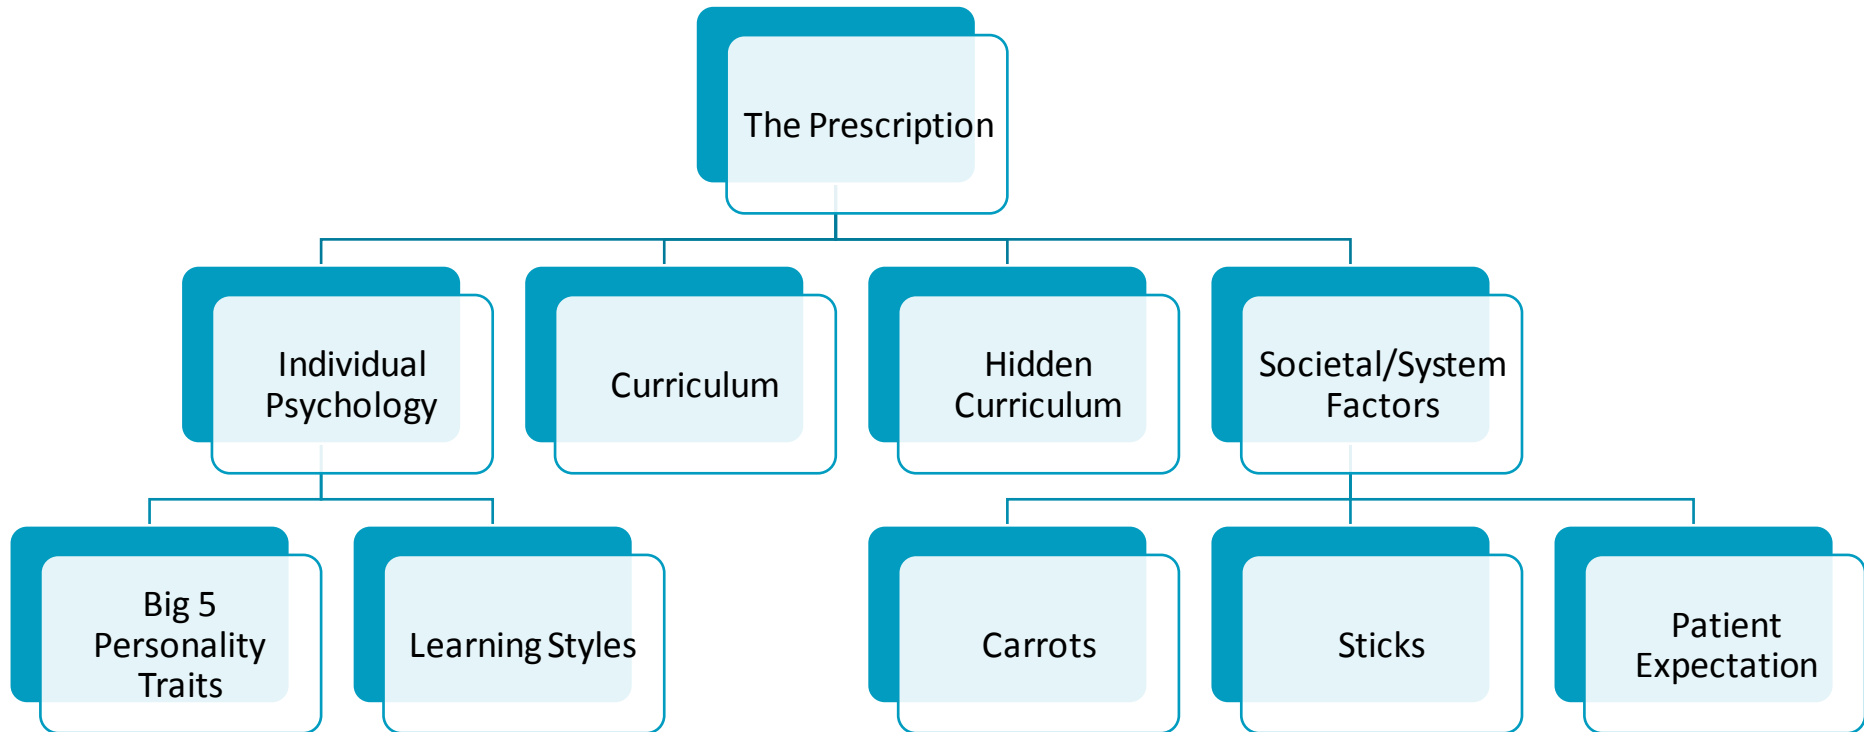 The Prescription
Individual
Psychology
Curriculum
Hidden
Curriculum
Societal/System
Factors
Big 5
Personality
Traits
Learning Styles
Carrots
Sticks
Patient
Expectation